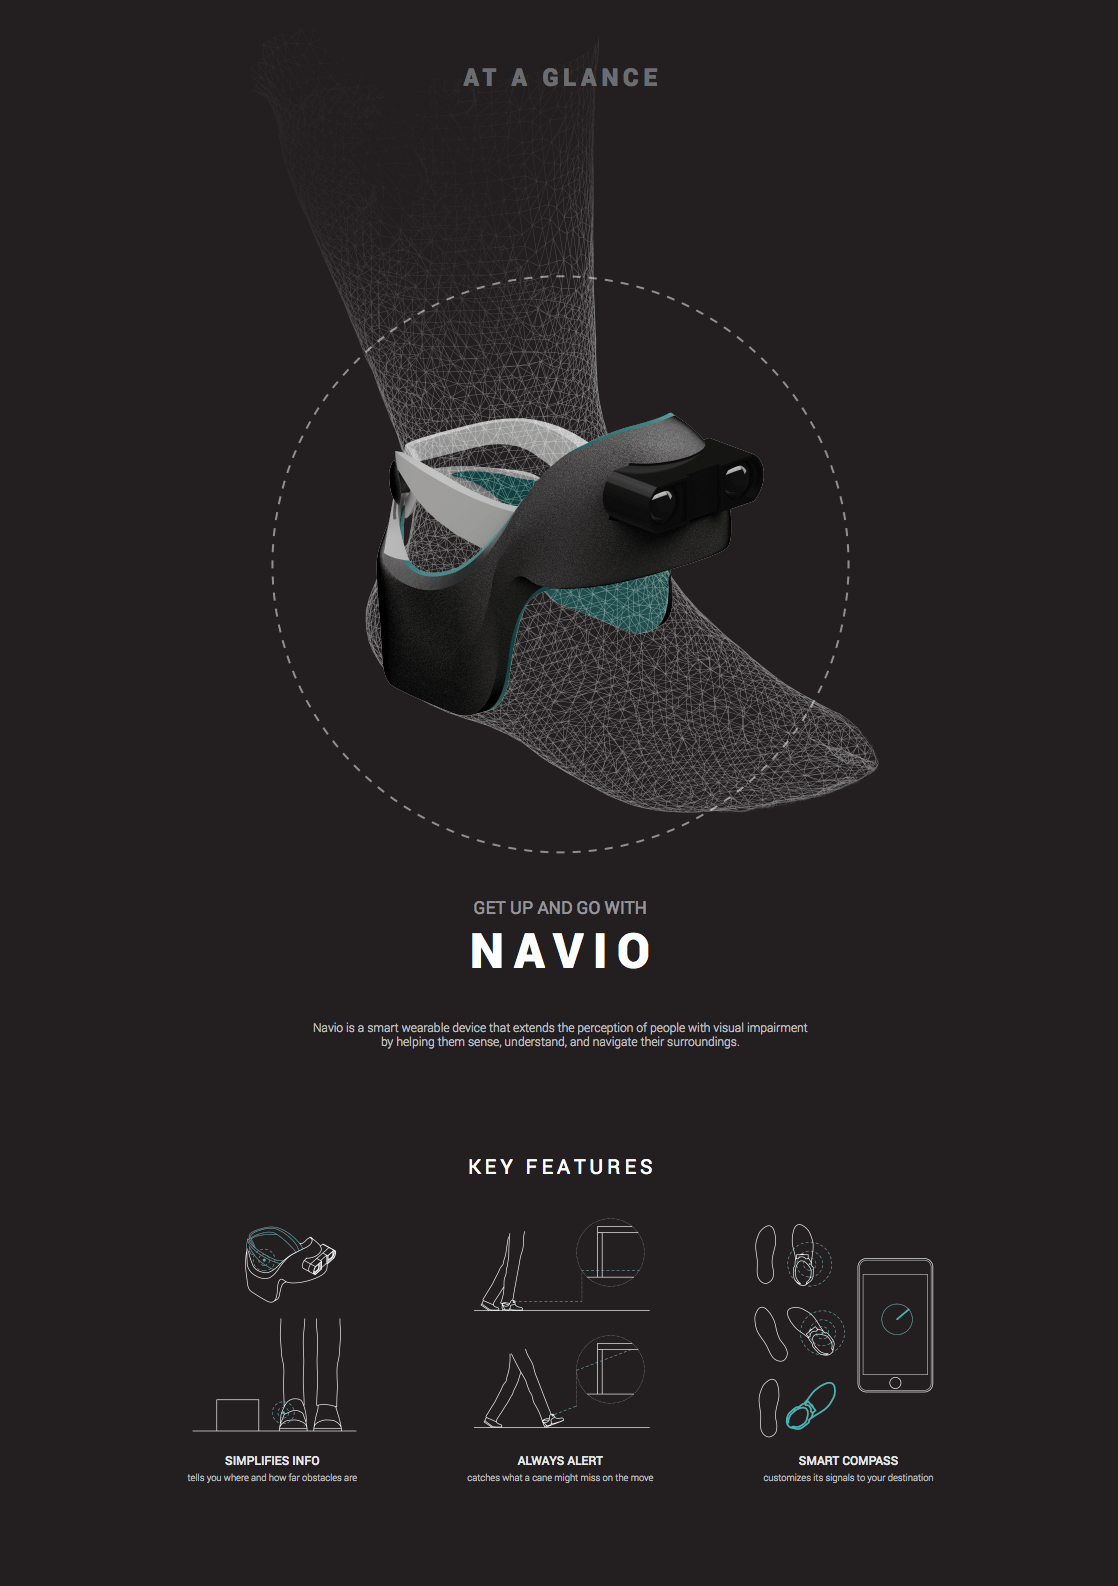 AT A GLANCE
GET UP AND GO WITH
NAVIO
Navio is a smart wearable device that extends the perception of people with visual impairment
by helping them sense, understand, and navigate their surroundings.
KEY FEATURES
SIMPLIFIES INFO
tells you where and how far obstacles are
ALWAYS ALERT
catches what a cane might miss on the move
SMART COMPASS
customizes its signals to your destination